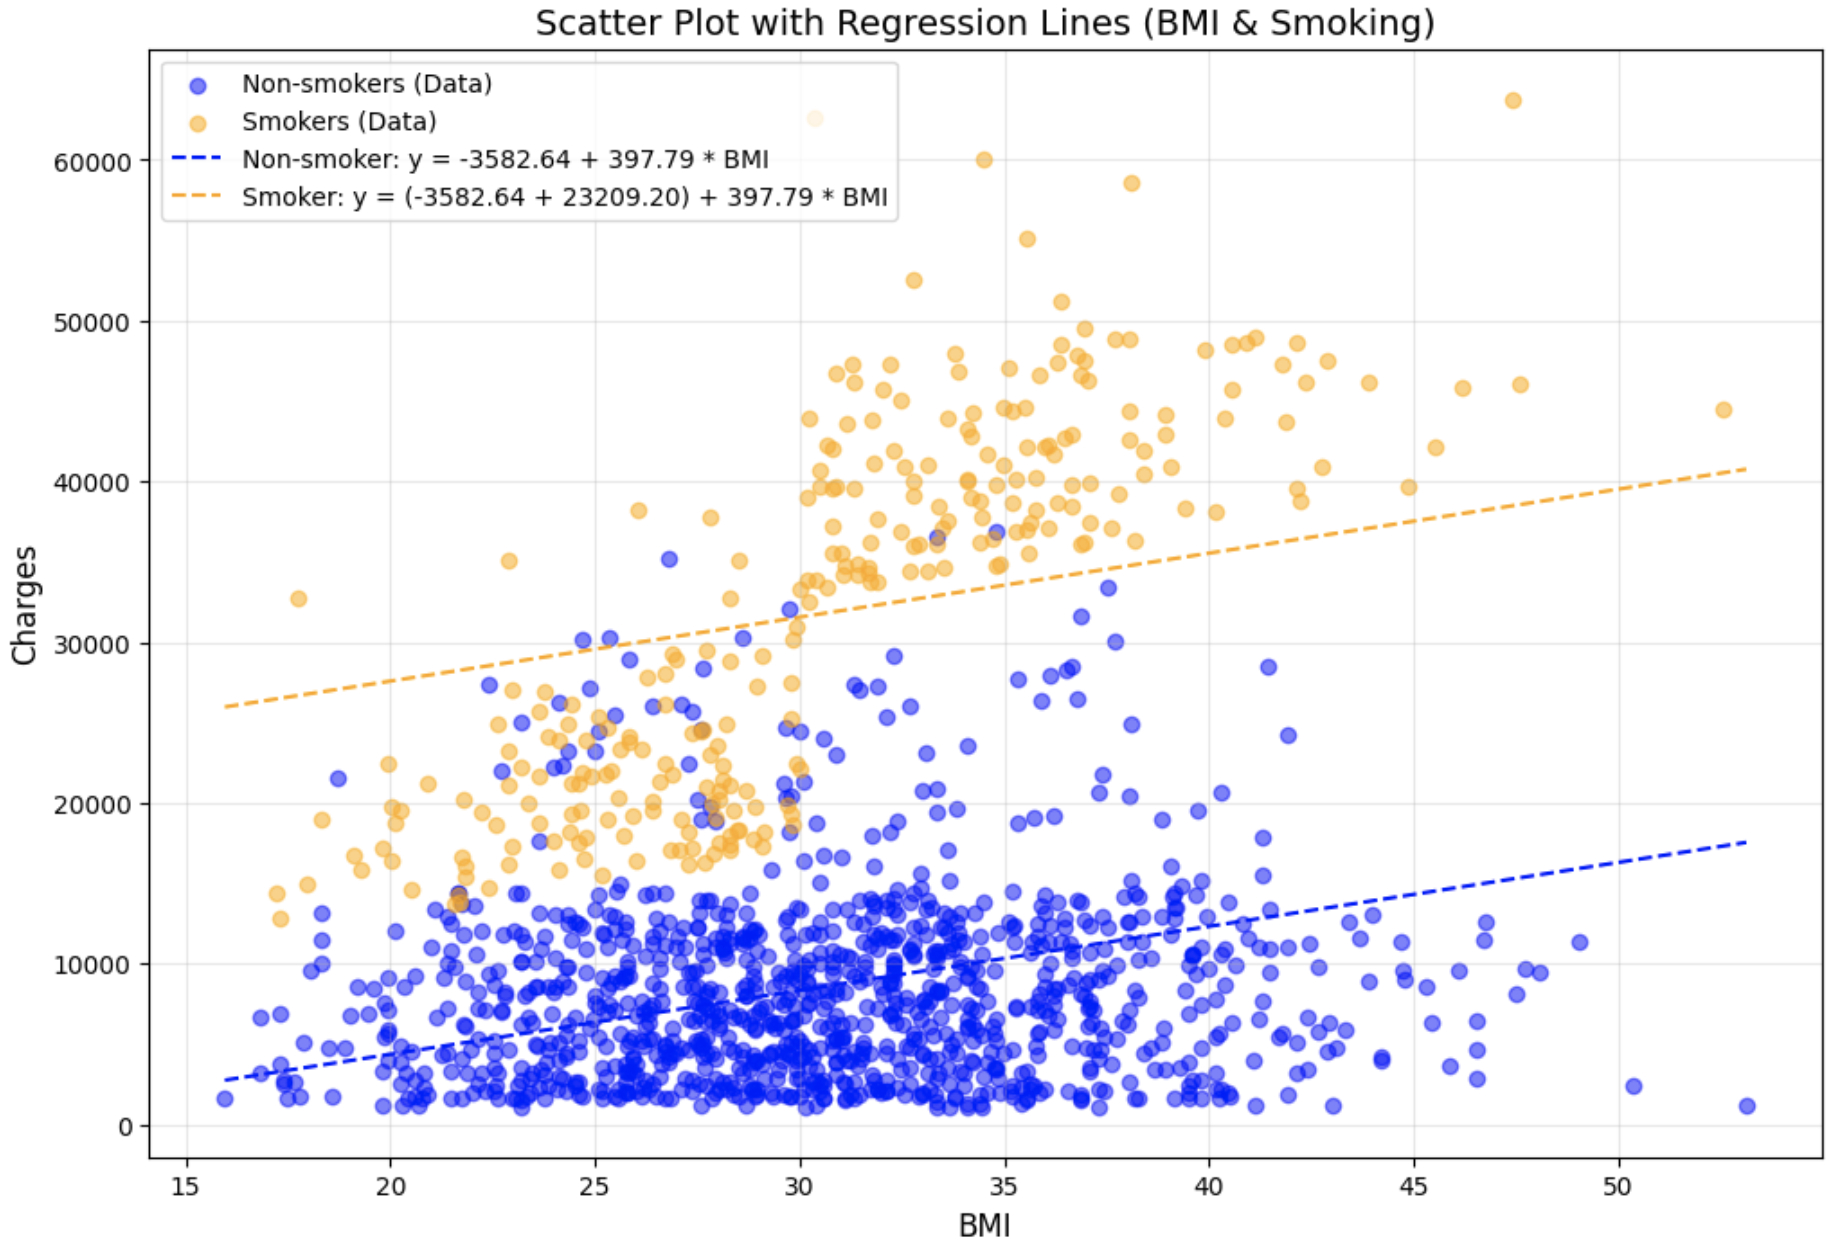 Scatter Plot with Regression Lines (BMI & Smoking)
Non-smokers (Data)
Smokers (Data)
Non-smoker: y = -3582.64 + 397.79 * BMI
Smoker: y = (-3582.64 + 23209.20) + 397.79 * BMI
60000
50000
40000
30000
20000
10000
0
Charges
15 20 25 30 35 40 45 50
BMI